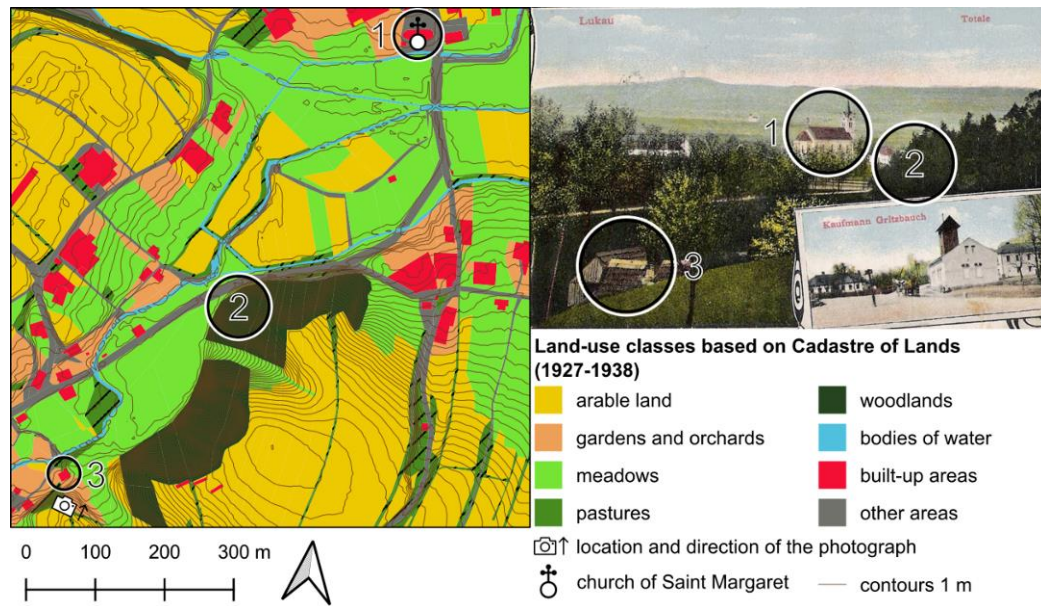 1
2
3
0 100 200 300 m
Lukau
Totale
1
2
3
Kaufmann Gritzbauch
Land-use classes based on Cadastre of Lands
(1927-1938)
arable land
gardens and orchards
meadows
pastures
woodlands
bodies of water
built-up areas
other areas
location and direction of the photograph
church of Saint Margaret
contours 1 m